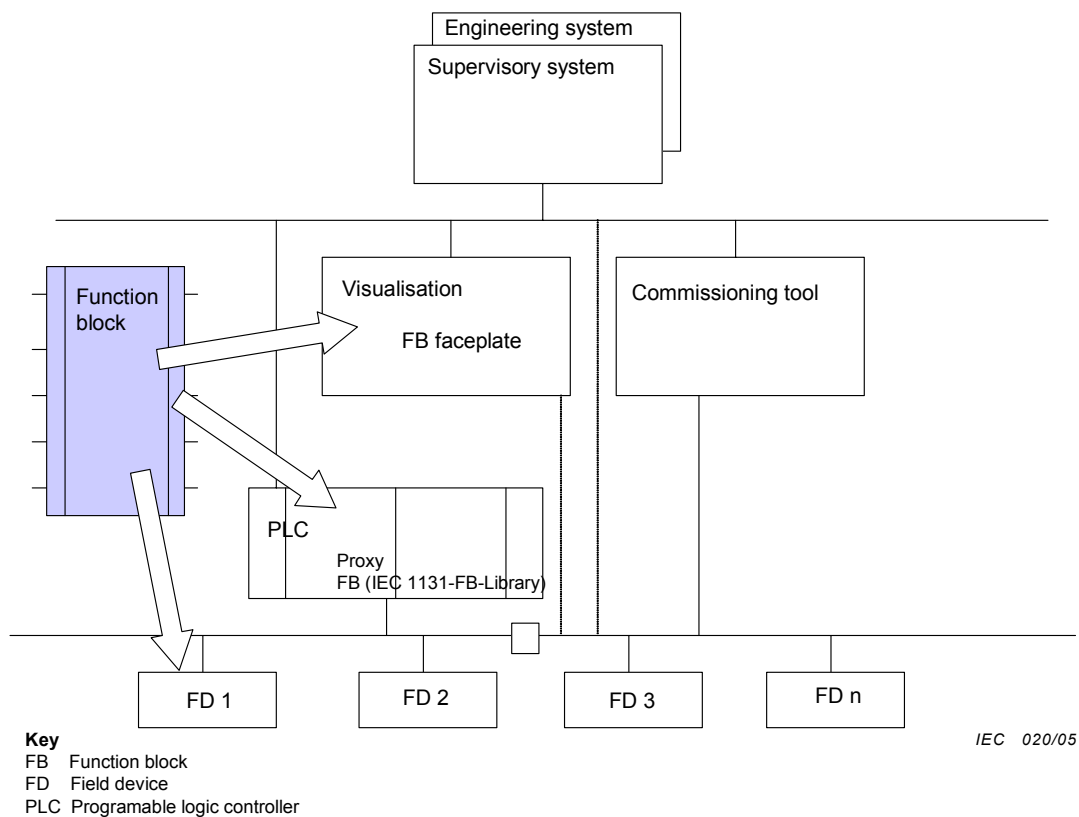 Engineering system
Supervisory system
Function
block
Visualisation
FB faceplate
Commissioning tool
PLC
Proxy
FB (IEC 1131-FB-Library)
FD 1
FD 2
FD 3
FD n
Key
FB Function block
FD Field device
PLC Programable logic controller
IEC 020/05